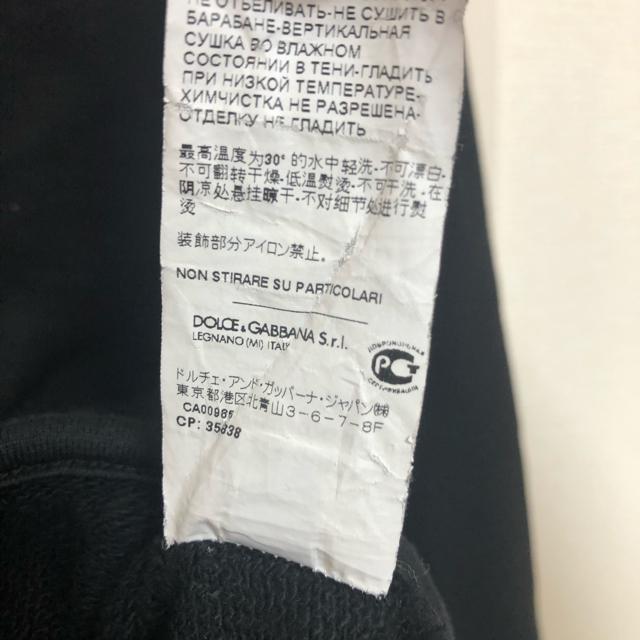 НЕ ОТБЕЛИВАТЬ-НЕ СУШИТЬ В
БАРАБАНЕ-ВЕРТИКАЛЬНАЯ
СУШКА ВО ВЛАЖНОМ
СОСТОЯНИИ В ТЕНИ-ГЛАДИТЬ
ПРИ НИЗКОЙ ТЕМПЕРАТУРЕ-
ХИМЧИСТКА НЕ РАЗРЕШЕНА-
ОТДЕЛКУ НЕ ГЛАДИТЬ
最高温度为30°的水中轻洗-不可漂白-
不可翻转干燥-低温熨烫-不可干洗-在
阴凉处悬挂晾干-不对细节处进行熨
烫
装飾部分アイロン禁止。
NON STIRARE SU PARTICOLARI
DOLCE&GABBANA S.r.l.
LEGNANO (MI) ITALY
PG
ドルチェ・アンド・ガッバーナ・ジャパン㈱
東京都港区北青山3-6-7-8F
CA00985
CP: 35838